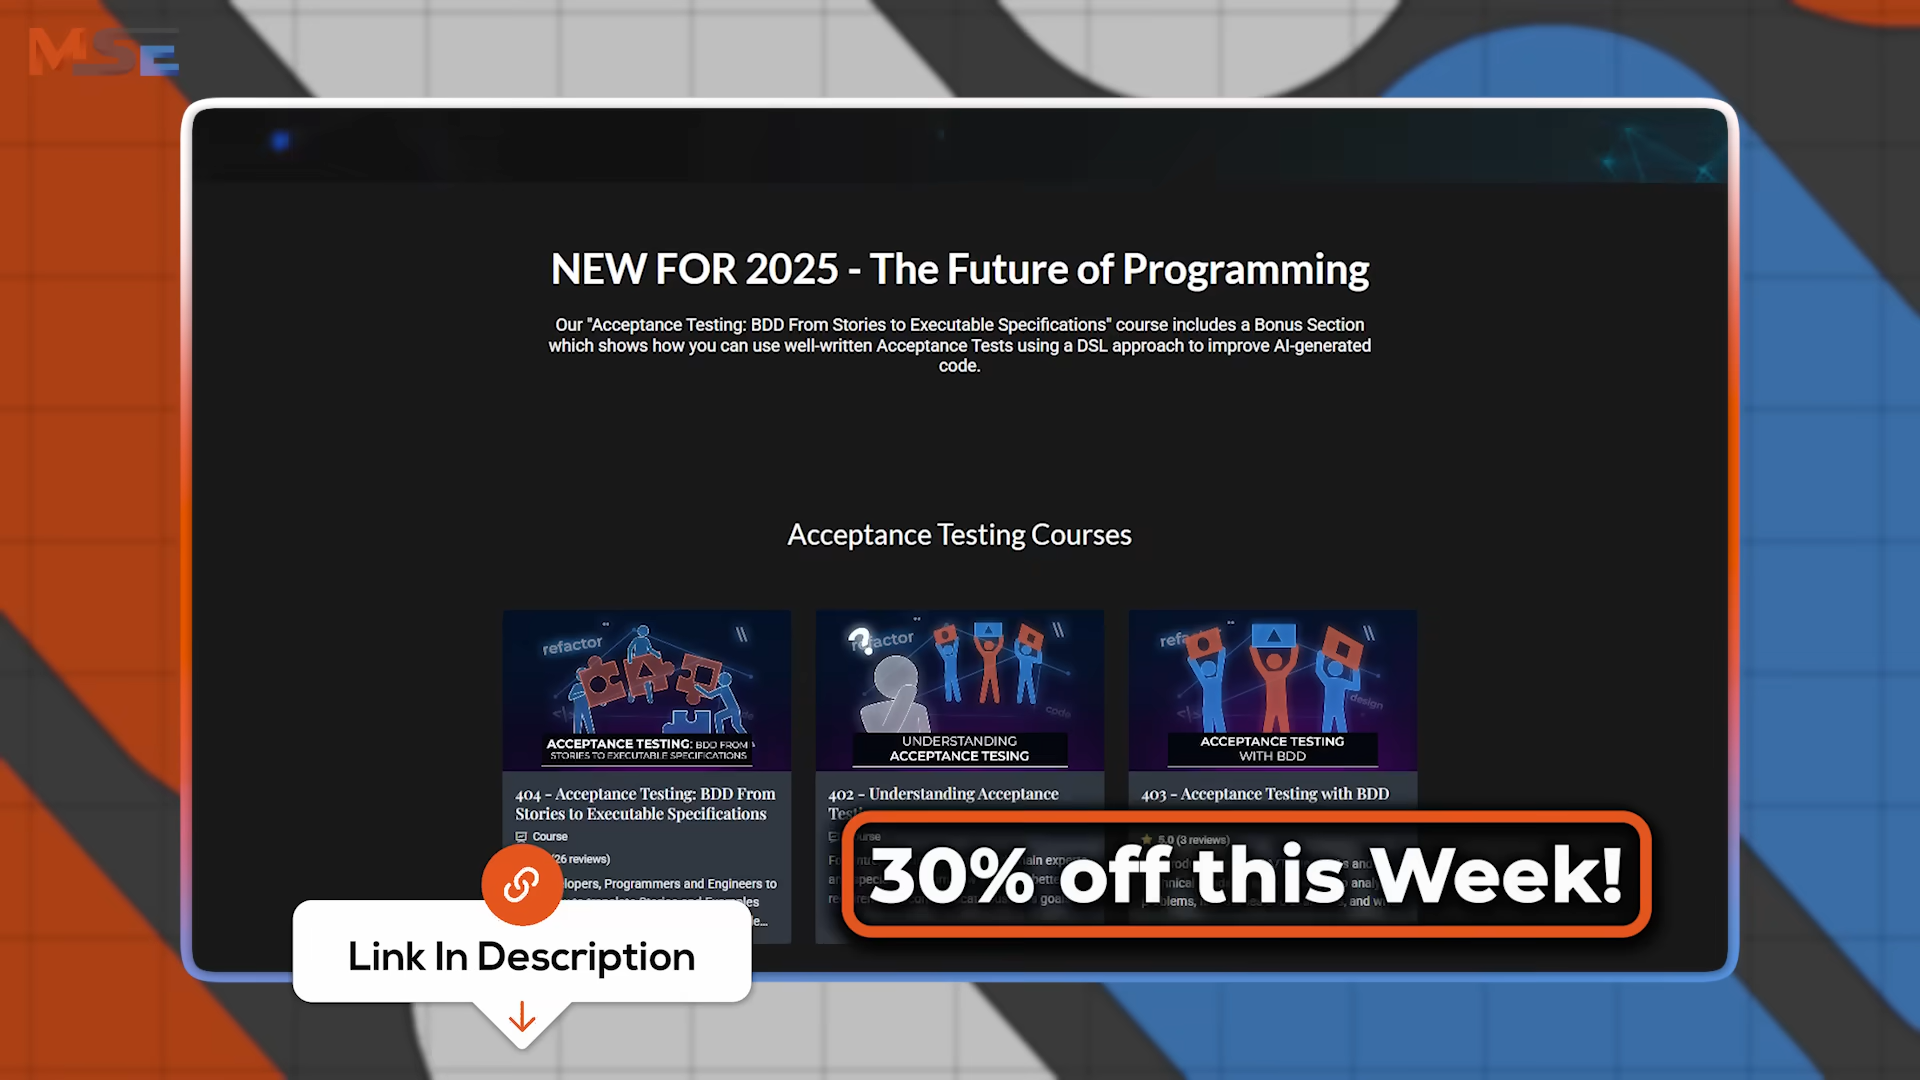 MSE
NEW FOR 2025 - The Future of Programming
Our "Acceptance Testing: BDD From Stories to Executable Specifications" course includes a Bonus Section
which shows how you can use well-written Acceptance Tests using a DSL approach to improve AI-generated
code.
Acceptance Testing Courses
refactor
ACCEPTANCE TESTING: BDD FROM
STORIES TO EXECUTABLE SPECIFICATIONS
404 - Acceptance Testing: BDD From
Stories to Executable Specifications
Course
(26 reviews)
Programmers and Engineers to
?
code
UNDERSTANDING
ACCEPTANCE TESING
402 - Understanding Acceptance
design
ACCEPTANCE TESTING
WITH BDD
403 - Acceptance Testing with BDD
5.0 (3 reviews)
30% off this Week!
Link In Description